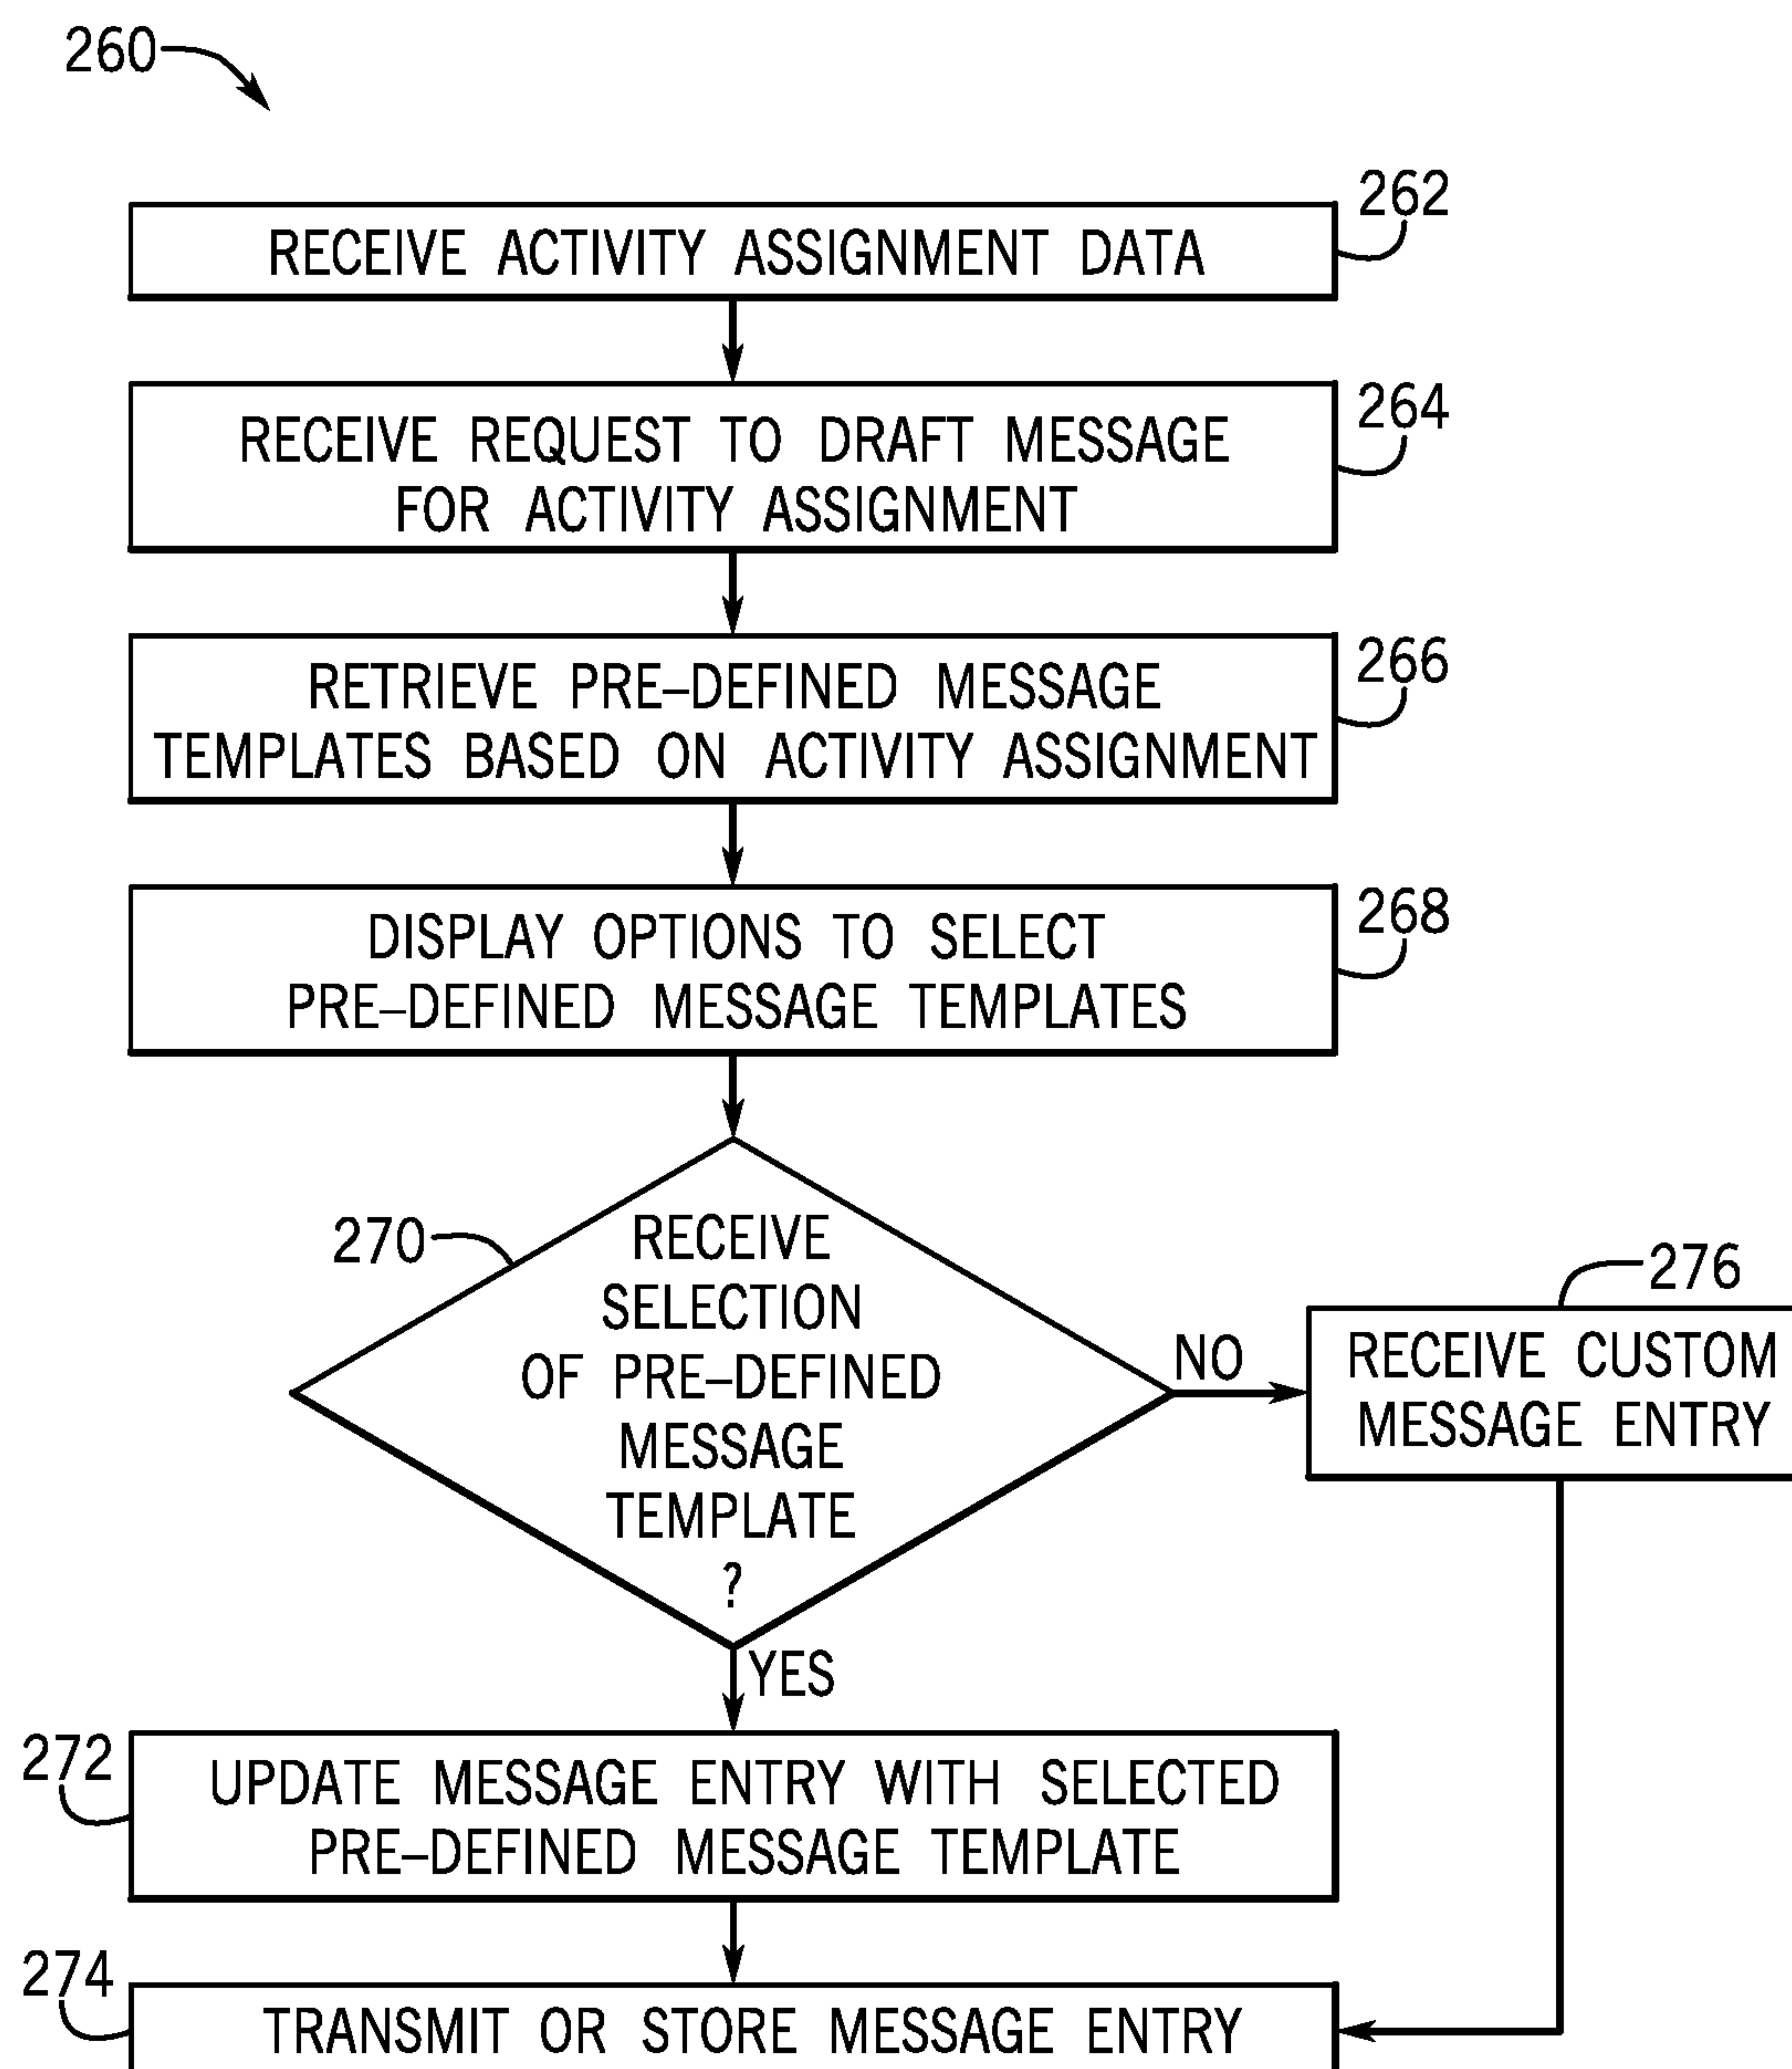 260
262
RECEIVE ACTIVITY ASSIGNMENT DATA
264
RECEIVE REQUEST TO DRAFT MESSAGE
FOR ACTIVITY ASSIGNMENT
266
RETRIEVE PRE–DEFINED MESSAGE
TEMPLATES BASED ON ACTIVITY ASSIGNMENT
268
DISPLAY OPTIONS TO SELECT
PRE–DEFINED MESSAGE TEMPLATES
270
RECEIVE
SELECTION
OF PRE–DEFINED
MESSAGE
TEMPLATE
?
NO
276
RECEIVE CUSTOM
MESSAGE ENTRY
YES
272
UPDATE MESSAGE ENTRY WITH SELECTED
PRE–DEFINED MESSAGE TEMPLATE
274
TRANSMIT OR STORE MESSAGE ENTRY